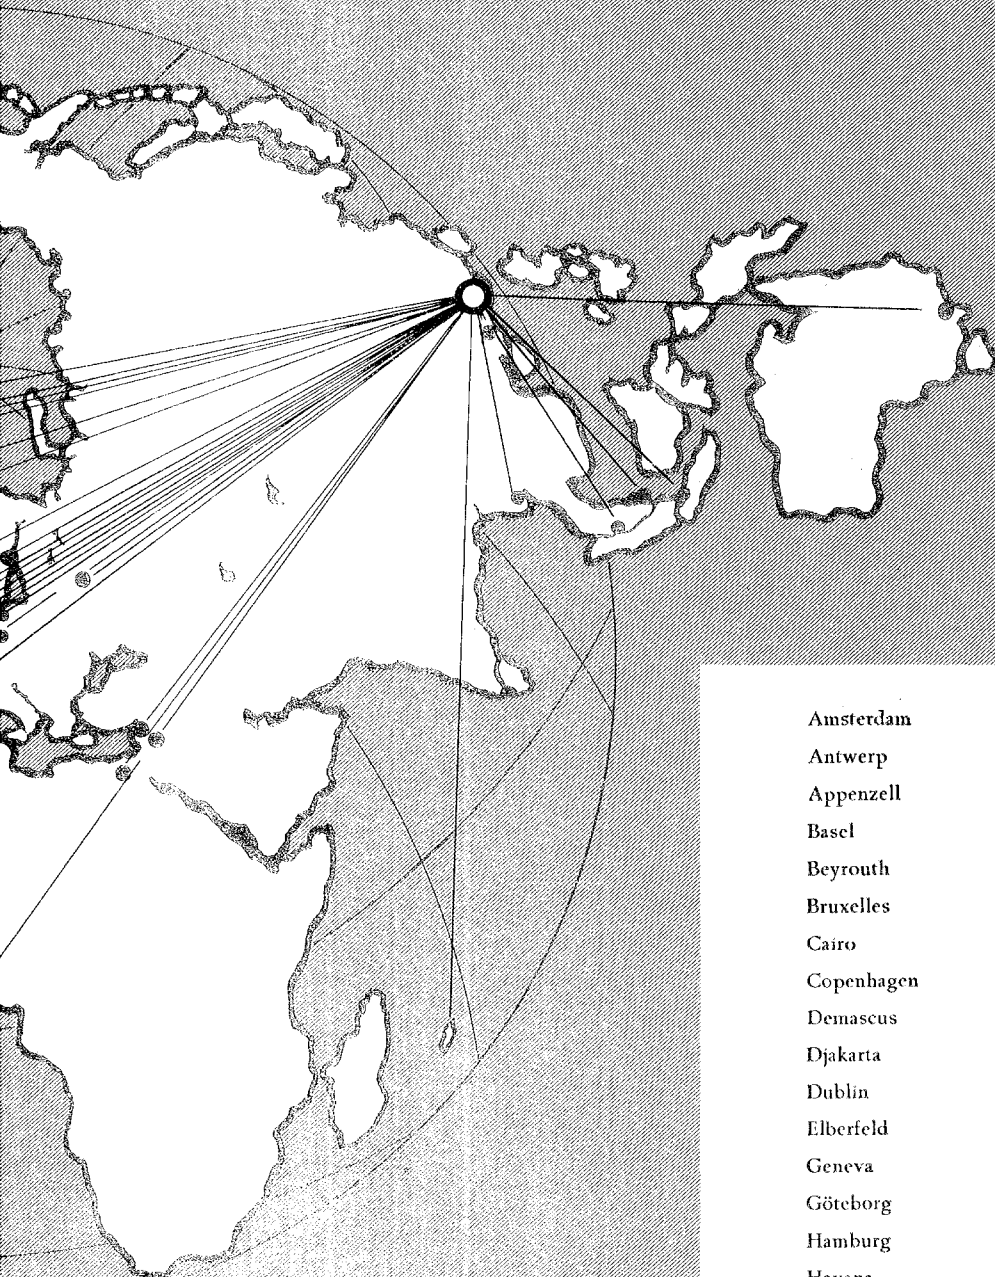 Amsterdam
Antwerp
Appenzell
Basel
Beyrouth
Bruxelles
Cairo
Copenhagen
Demascus
Djakarta
Dublin
Elberfeld
Geneva
Göteborg
Hamburg